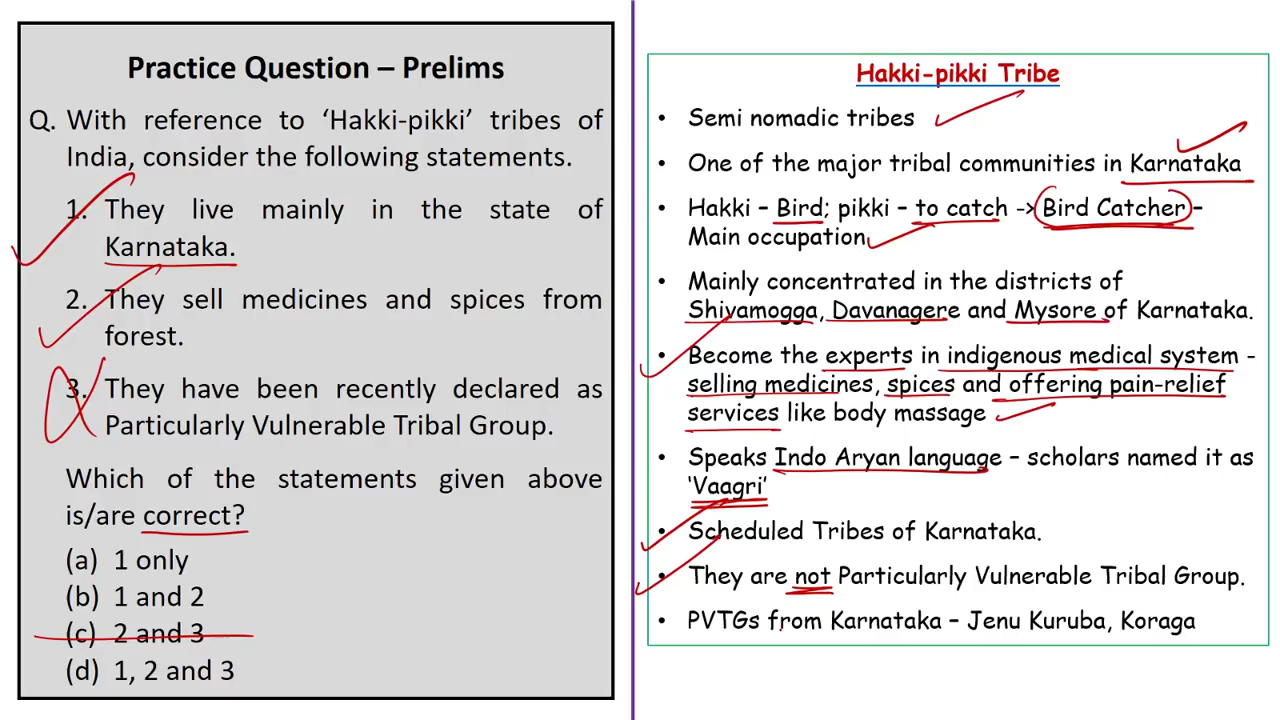 Practice Question – Prelims
Q. With reference to ‘Hakki-pikki’ tribes of
India, consider the following statements.
1. They live mainly in the state of
Karnataka.
2. They sell medicines and spices from
forest.
3. They have been recently declared as
Particularly Vulnerable Tribal Group.
Which of the statements given above
is/are correct?
(a) 1 only
(b) 1 and 2
(c) 2 and 3
(d) 1, 2 and 3
Hakki-pikki Tribe
• Semi nomadic tribes
• One of the major tribal communities in Karnataka
• Hakki – Bird; pikki – to catch -> Bird Catcher –
Main occupation
• Mainly concentrated in the districts of
Shivamogga, Davanagere and Mysore of Karnataka.
• Become the experts in indigenous medical system -
selling medicines, spices and offering pain-relief
services like body massage
• Speaks Indo Aryan language – scholars named it as
‘Vaagri’
• Scheduled Tribes of Karnataka.
• They are not Particularly Vulnerable Tribal Group.
• PVTGs from Karnataka – Jenu Kuruba, Koraga